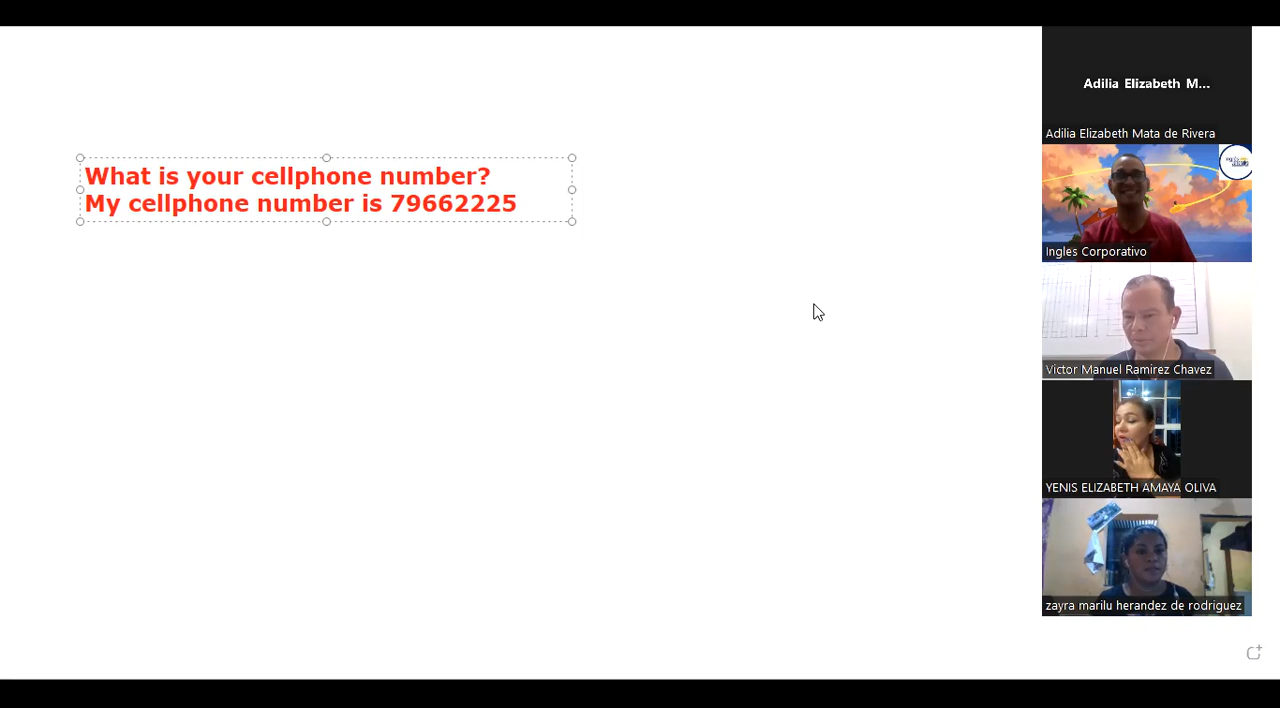 What is your cellphone number?
My cellphone number is 79662225
Adilia Elizabeth M...
Adilia Elizabeth Mata de Rivera
Ingles Corporativo
Victor Manuel Ramirez Chavez
YENIS ELIZABETH AMAYA OLIVA
zayra marilu herandez de rodriguez